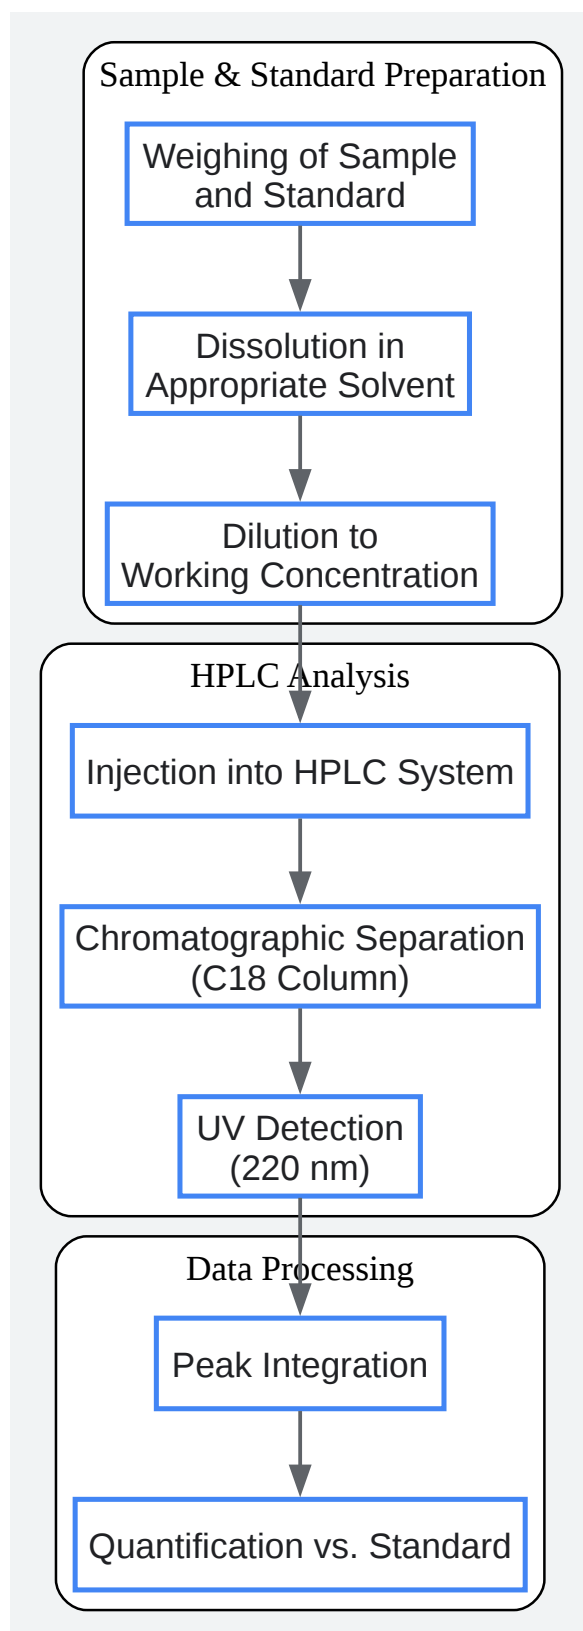 Sample & Standard Preparation
Weighing of Sample
and Standard
Dissolution in
Appropriate Solvent
Dilution to
Working Concentration
HPLC Analysis
Injection into HPLC System
Chromatographic Separation
(C18 Column)
UV Detection
(220 nm)
Data Processing
Peak Integration
Quantification vs. Standard